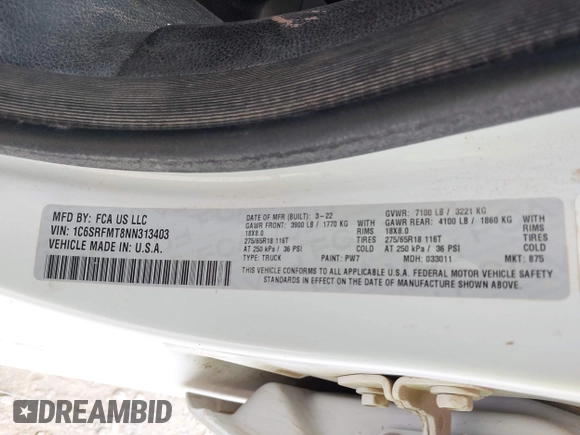 MFD BY: FCA US LLC
VIN: 1C6SRFMT8NN313403
VEHICLE MADE IN U.S.A.
DATE OF MFR (BUILT): 3-22 GVWR: 7100 LB / 3221 KG
GAWR FRONT: 3900 LB / 1770 KG GAWR REAR: 4100 LB / 1860 KG
18X8.0 RIMS 18X8.0 RIMS
275/65R18 116T TIRES 275/65R18 116T TIRES
AT 250 kPa / 36 PSI COLD AT 250 kPa / 36 PSI COLD
TYPE: TRUCK PAINT: PW7 MDH: 033011 MKT: 875
THIS VEHICLE CONFORMS TO ALL APPLICABLE U.S.A. FEDERAL MOTOR VEHICLE SAFETY
STANDARDS IN EFFECT ON THE DATE OF MANUFACTURE SHOWN ABOVE.
DREAMBID